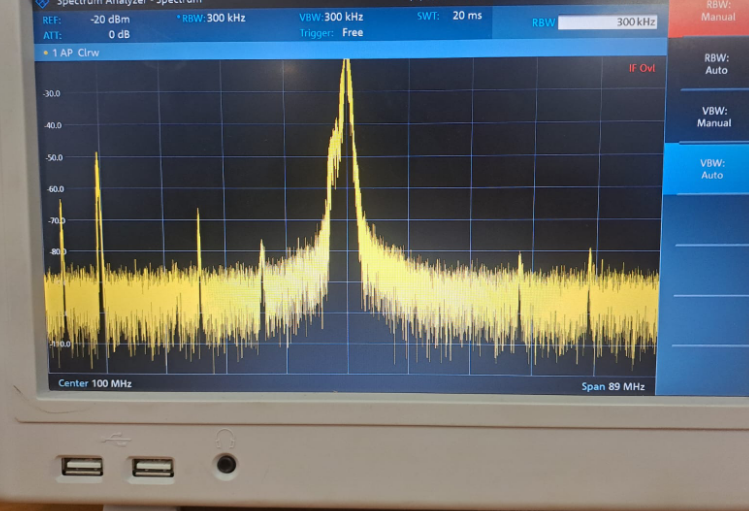 Spectrum Analyzer - Spectrum
REF: -20 dBm *RBW: 300 kHz VBW: 300 kHz SWT: 20 ms
ATT: 0 dB Trigger: Free
RBW 300 kHz
1 AP Clrw
IF Ovl
-30.0
-40.0
-50.0
-60.0
-70.0
-80.0
-110.0
Center 100 MHz Span 89 MHz
RBW:
Manual
RBW:
Auto
VBW:
Manual
VBW:
Auto